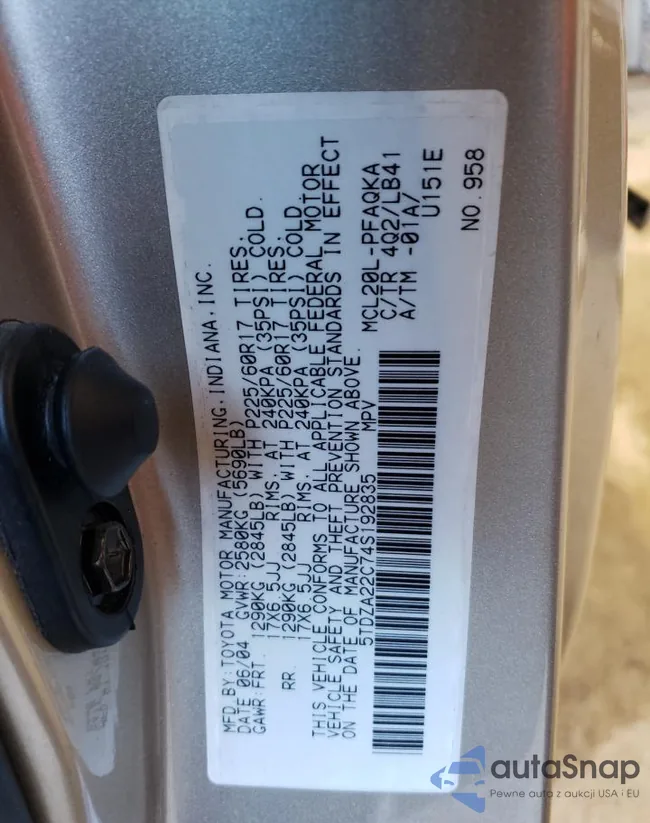 MFD.BY:TOYOTA MOTOR MANUFACTURING,INDIANA,INC.
DATE 06/04 GVWR:2580KG (5690LB)
GAWR:FRT. 1290KG (2845LB) WITH P225/60R17 TIRES.
17X6.5JJ RIMS. AT 240KPA (35PSI) COLD.
RR. 1290KG (2845LB) WITH P225/60R17 TIRES.
17X6.5JJ RIMS. AT 240KPA (35PSI) COLD.
THIS VEHICLE CONFORMS TO ALL APPLICABLE FEDERAL MOTOR
VEHICLE SAFETY AND THEFT PREVENTION STANDARDS IN EFFECT
ON THE DATE OF MANUFACTURE SHOWN ABOVE.
5TDZA22C74S192835 MPV
MCL20L-PFAQKA
C/TR 4Q2/LB41
A/TM -01A/
U151E
NO.958
autaSnap
Pewne auto z aukcji USA i EU